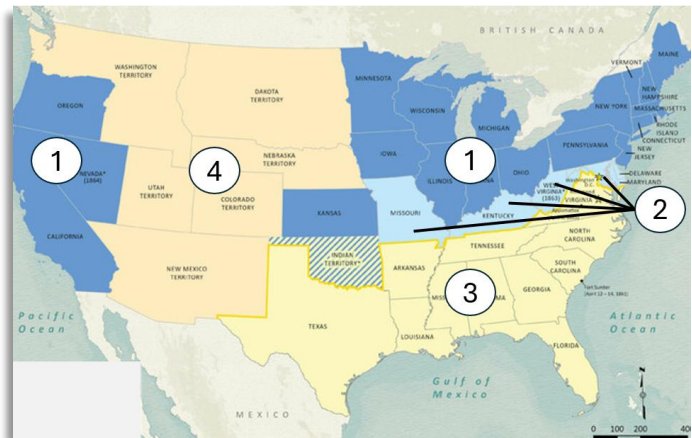 BRITISH CANADA
WASHINGTON
TERRITORY
OREGON
1
NEVADA*
(1864)
CALIFORNIA
UTAH
TERRITORY
4
DAKOTA
TERRITORY
NEBRASKA
TERRITORY
COLORADO
TERRITORY
NEW MEXICO
TERRITORY
KANSAS
INDIAN
TERRITORY*
TEXAS
MINNESOTA
WISCONSIN
MICHIGAN
IOWA
1
ILLINOIS
OHIO
MISSOURI
KENTUCKY
WEST
VIRGINIA*
(1863)
Washington
D.C.
VIRGINIA
2
PENNSYLVANIA
NEW YORK
VERMONT
MAINE
NEW
HAMPSHIRE
MASSACHUSETTS
RHODE
ISLAND
CONNECTICUT
NEW
JERSEY
DELAWARE
MARYLAND
NORTH
CAROLINA
TENNESSEE
ARKANSAS
SOUTH
CAROLINA
Fort Sumter
(April 12 – 14, 1861)
3
GEORGIA
LOUISIANA
FLORIDA
Pacific
Ocean
Atlantic
Ocean
Gulf of
Mexico
MEXICO
0 100 200 400